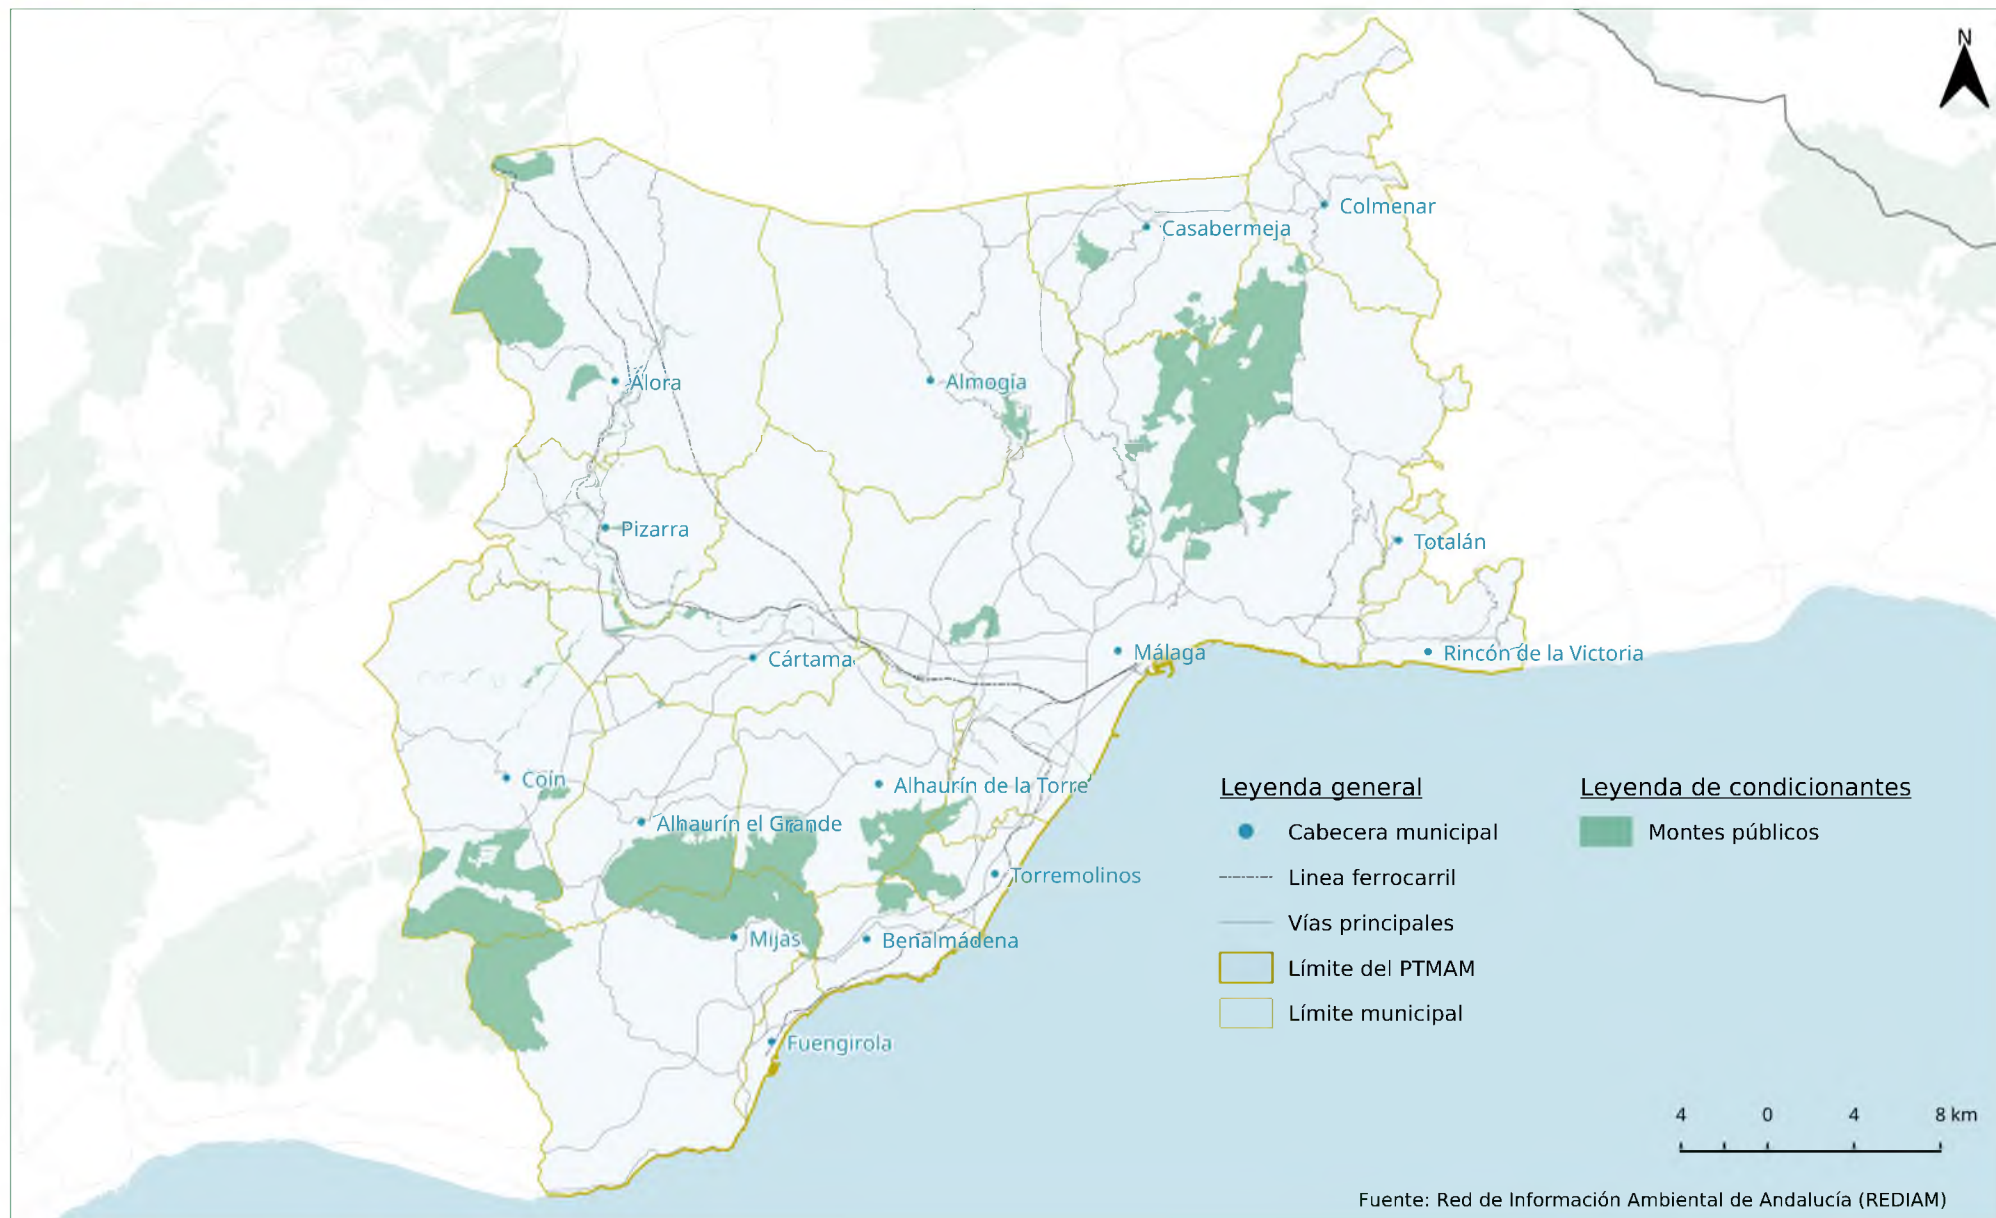 N
Colmenar
Casabermeja
Álora
Almogía
Pizarra
Totalán
Cártama
Málaga
Rincón de la Victoria
Coín
Alhaurín de la Torre
Alhaurín el Grande
Torremolinos
Mijas
Benalmádena
Fuengirola
Leyenda general
Cabecera municipal
Linea ferrocarril
Vías principales
Límite del PTMAM
Límite municipal
Leyenda de condicionantes
Montes públicos
4 0 4 8 km
Fuente: Red de Información Ambiental de Andalucía (REDIAM)